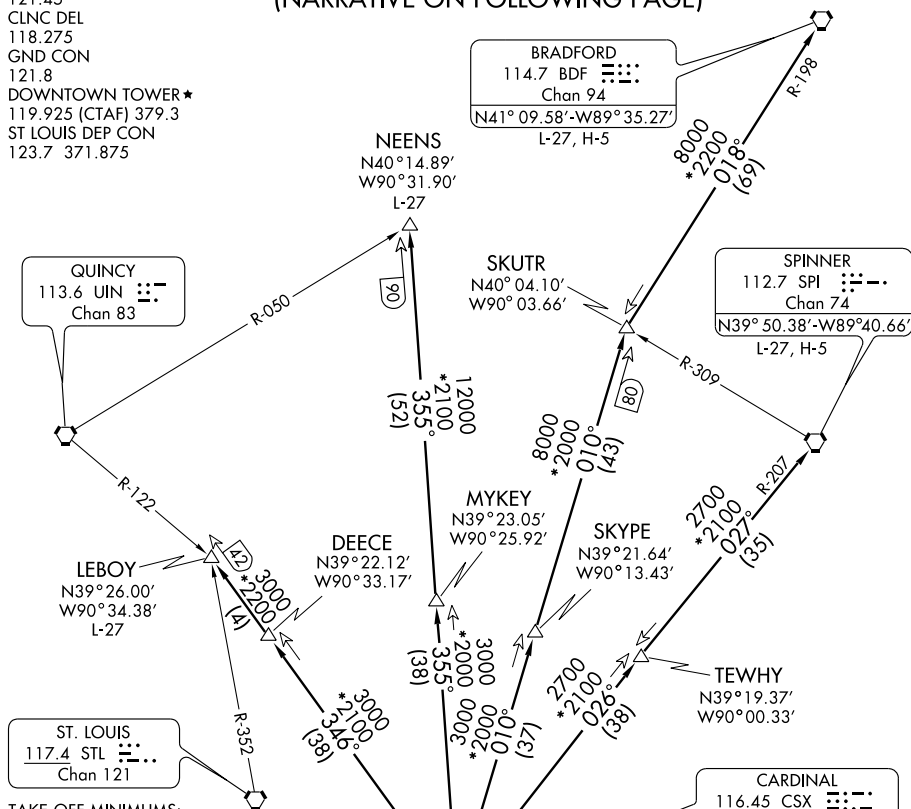 CLNC DEL
118.275
GND CON
121.8
DOWNTOWN TOWER★
119.925 (CTAF) 379.3
ST LOUIS DEP CON
123.7 371.875
(NARRATIVE ON FOLLOWING PAGE)
BRADFORD
114.7 BDF
Chan 94
N41° 09.58'-W89° 35.27'
L-27, H-5
R-198
8000
*2200
018°
(69)
NEENS
N40°14.89'
W90°31.90'
L-27
QUINCY
113.6 UIN
Chan 83
R-050
90
SKUTR
N40° 04.10'
W90° 03.66'
SPINNER
112.7 SPI
Chan 74
N39° 50.38'-W89°40.66'
L-27, H-5
R-309
80
12000
*2100
355°
(52)
8000
*2000
010°
(43)
R-207
R-122
MYKEY
N39°23.05'
W90°25.92'
2700
*2100
027°
(35)
DEECE
N39°22.12'
W90°33.17'
SKYPE
N39°21.64'
W90°13.43'
LEBOY
N39°26.00'
W90°34.38'
L-27
42
3000
*2200
(4)
3000
*2000
355°
(38)
TEWHY
N39°19.37'
W90°00.33'
R-352
3000
*2100
346°
(38)
3000
*2000
010°
(37)
2700
*2100
026°
(38)
ST. LOUIS
117.4 STL
Chan 121
CARDINAL
116.45 CSX
TAKE-OFF MINIMUMS: